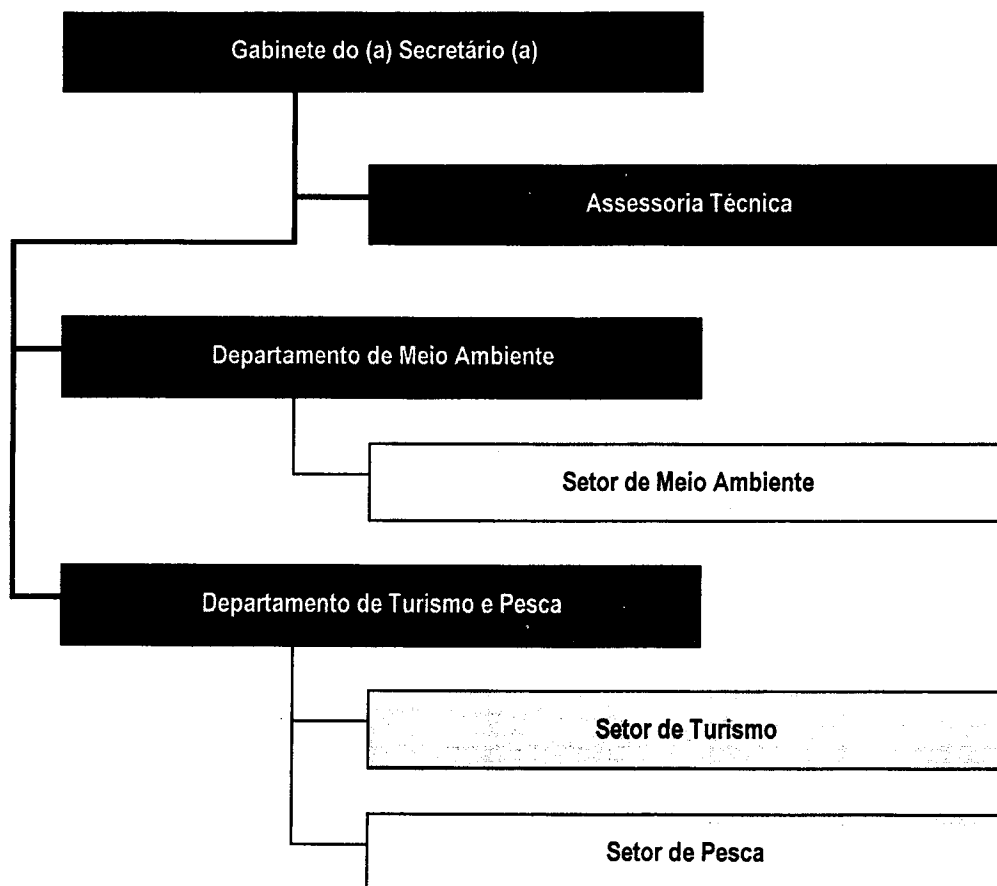 Gabinete do (a) Secretário (a)
Assessoria Técnica
Departamento de Meio Ambiente
Setor de Meio Ambiente
Departamento de Turismo e Pesca
Setor de Turismo
Setor de Pesca